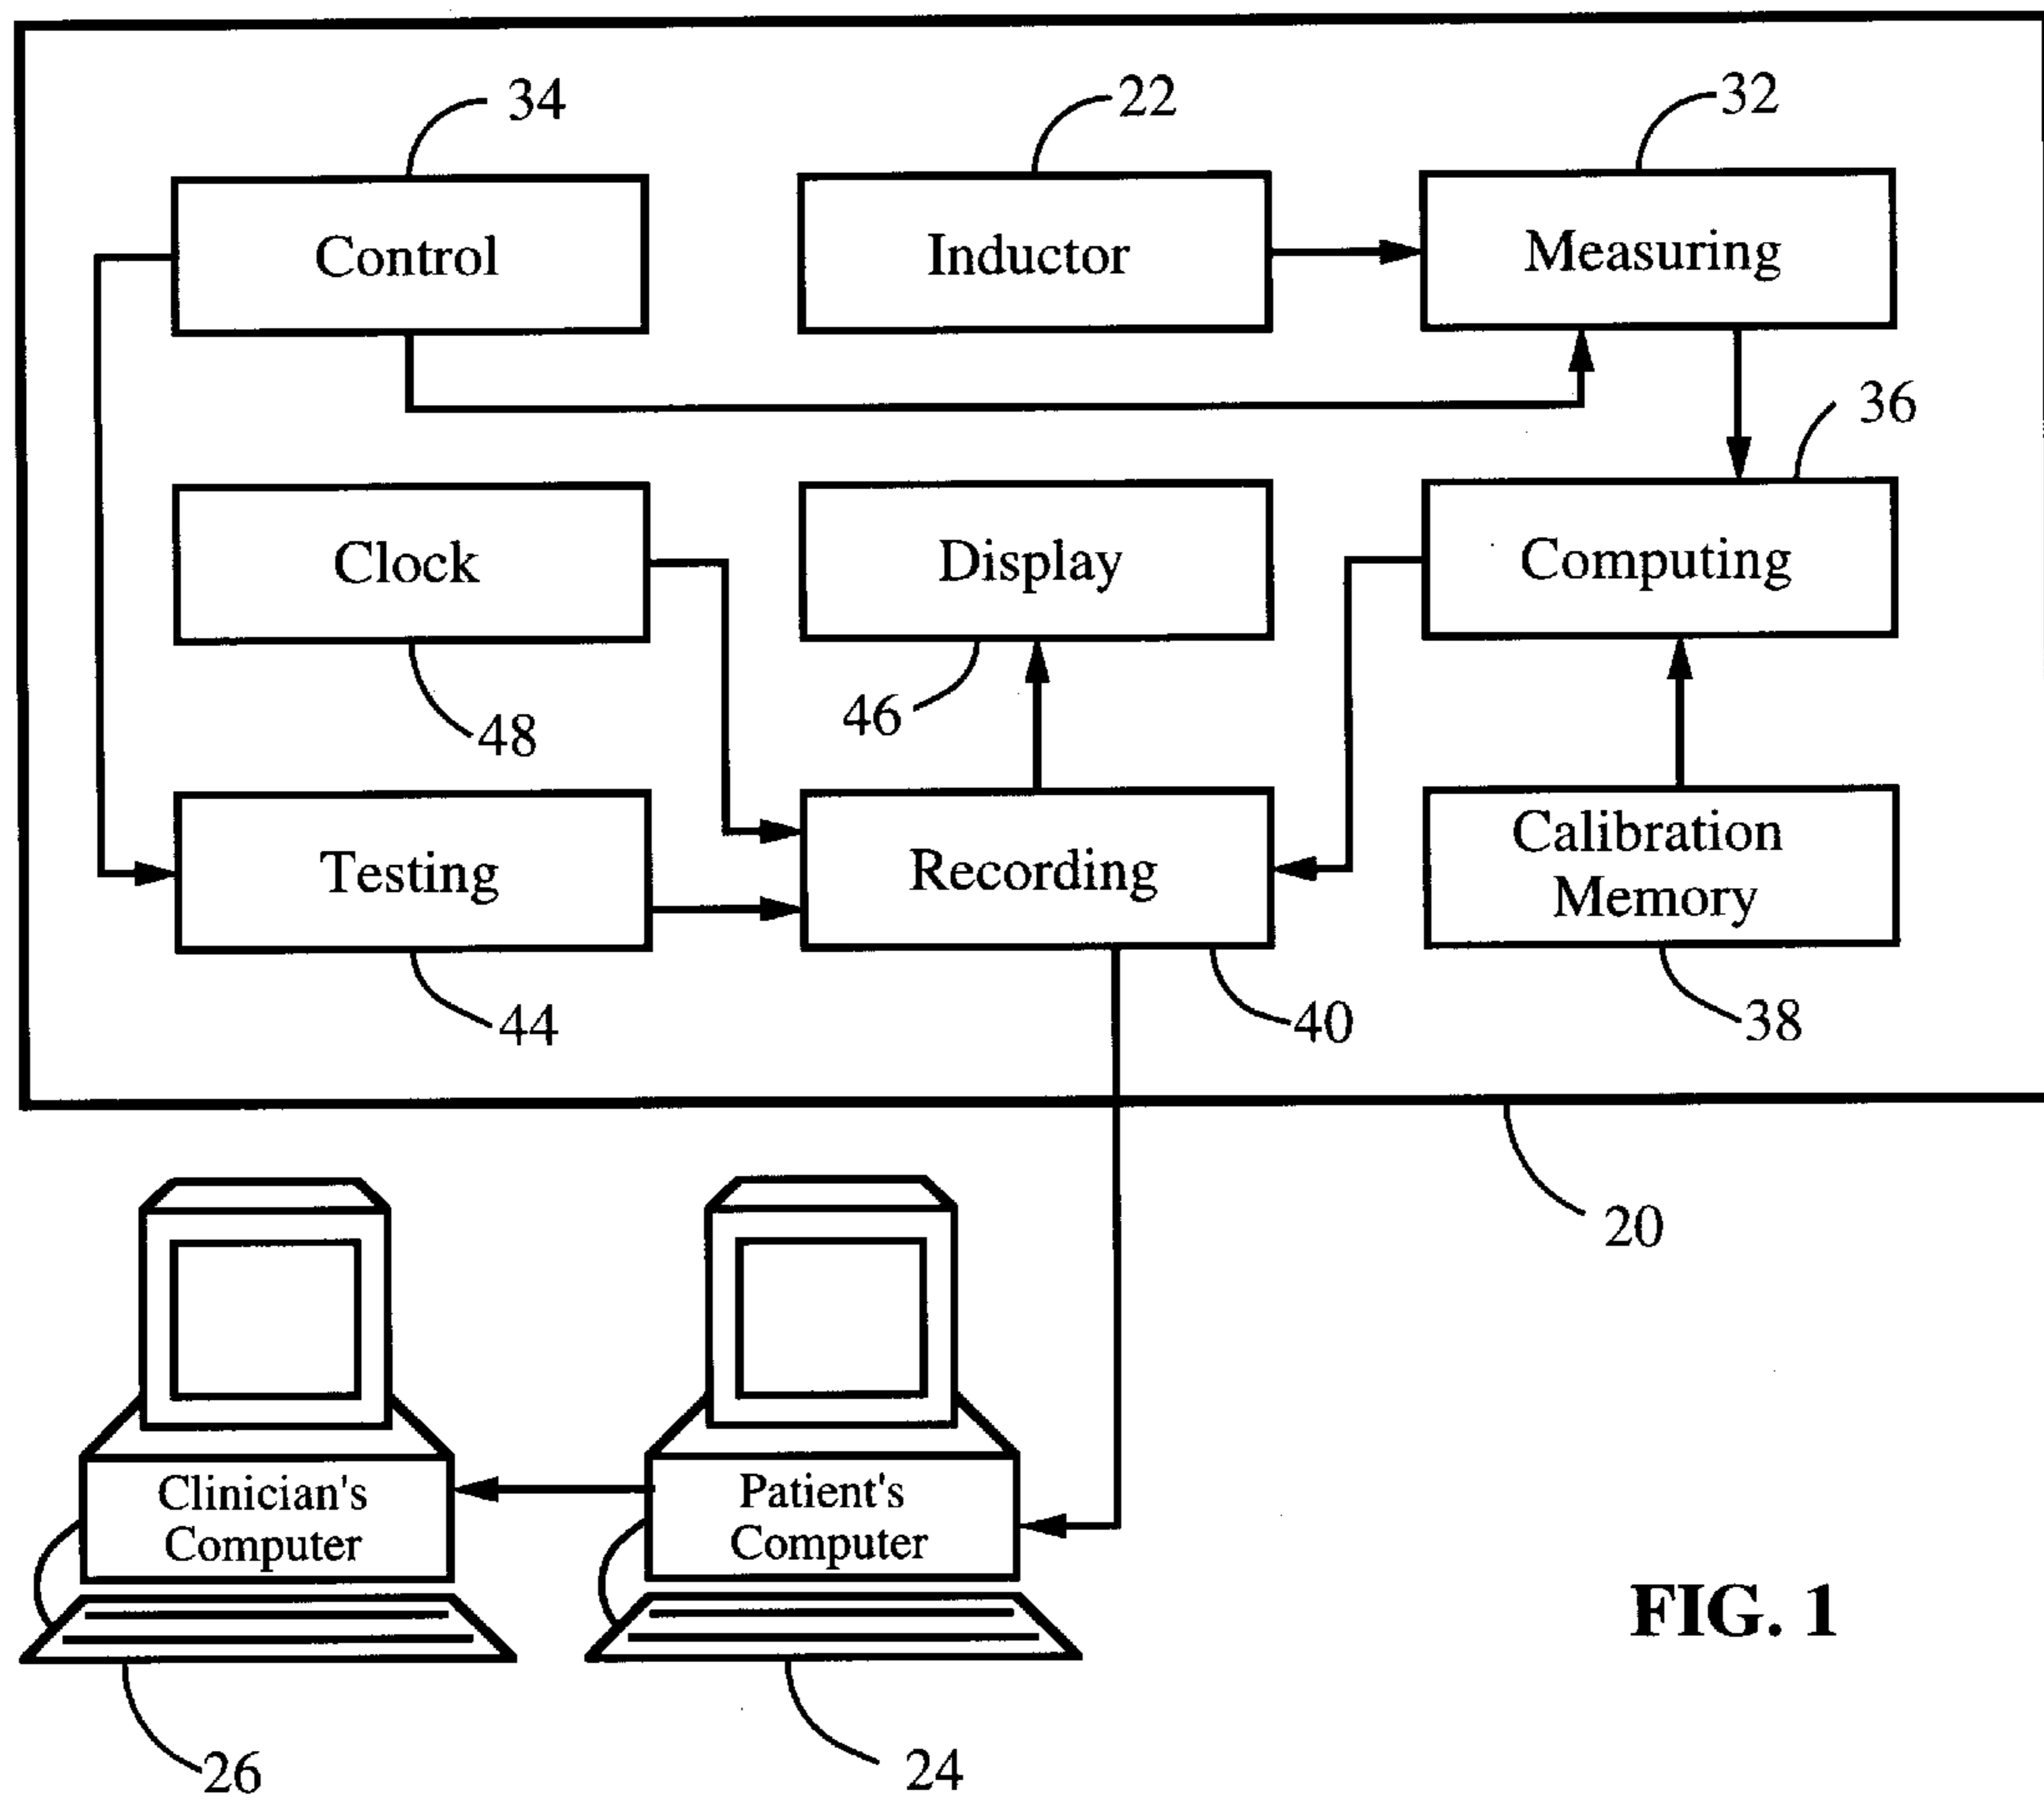 34
22
32
Control
Inductor
Measuring
36
Clock
Display
Computing
46
48
Testing
Recording
Calibration
Memory
44
40
38
20
Clinician's
Computer
Patient's
Computer
FIG. 1
26
24